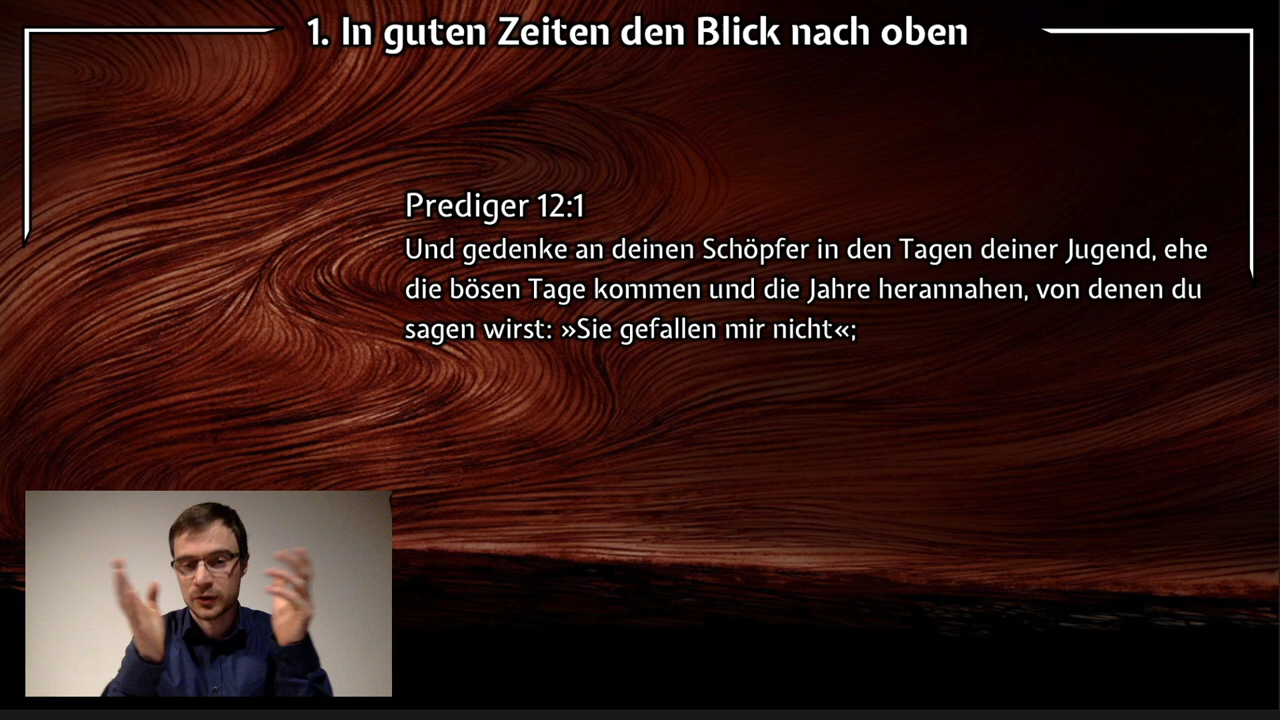 1. In guten Zeiten den Blick nach oben
Prediger 12:1
Und gedenke an deinen Schöpfer in den Tagen deiner Jugend, ehe
die bösen Tage kommen und die Jahre herannahen, von denen du
sagen wirst: »Sie gefallen mir nicht«;